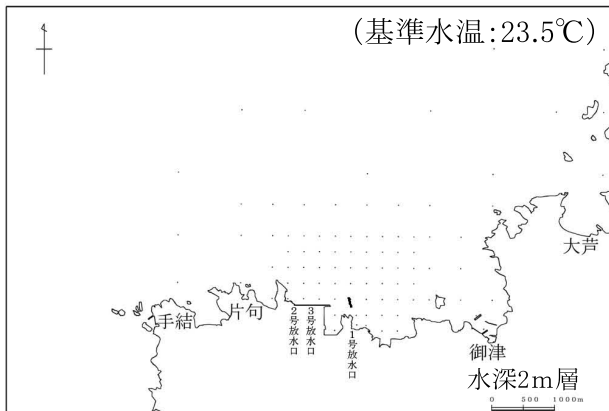 (基準水温:23.5℃)
大芦
手結
片句
2号放水口
3号放水口
1号放水口
御津
水深2m層
0 500 1000m